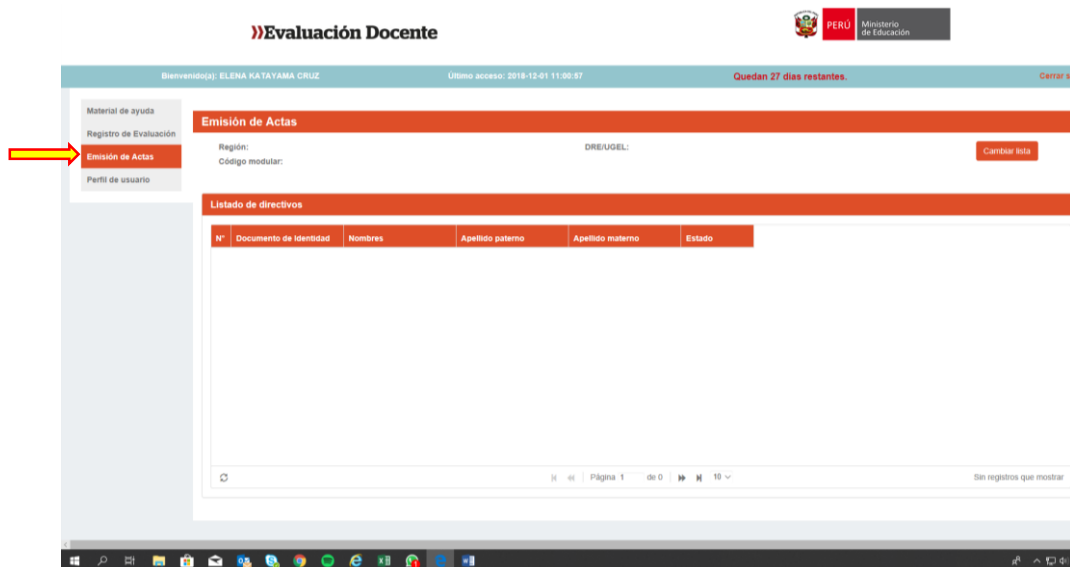 ))Evaluación Docente
PERÚ Ministerio
de Educación
Bienvenido(a): ELENA KATAYAMA CRUZ Último acceso: 2018-12-01 11:00:57 Quedan 27 dias restantes. Cerrar s
Material de ayuda
Registro de Evaluación
Emisión de Actas
Perfil de usuario
Emisión de Actas
Región: DRE/UGEL:
Código modular:
Cambiar lista
Listado de directivos
N° Documento de Identidad Nombres Apellido paterno Apellido materno Estado
Página 1 de 0 10 Sin registros que mostrar